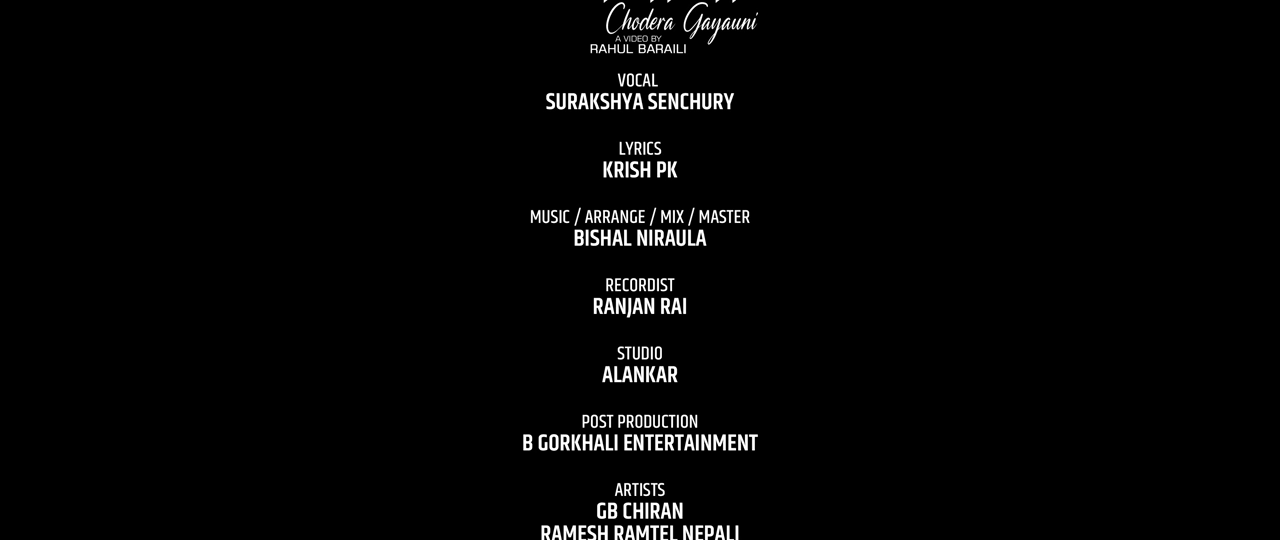 Chodera Gayauni
A VIDEO BY
RAHUL BARAILI
VOCAL
SURAKSHYA SENCHURY
LYRICS
KRISH PK
MUSIC / ARRANGE / MIX / MASTER
BISHAL NIRAULA
RECORDIST
RANJAN RAI
STUDIO
ALANKAR
POST PRODUCTION
B GORKHALI ENTERTAINMENT
ARTISTS
GB CHIRAN
RAMESH RAMTEL NEPALI